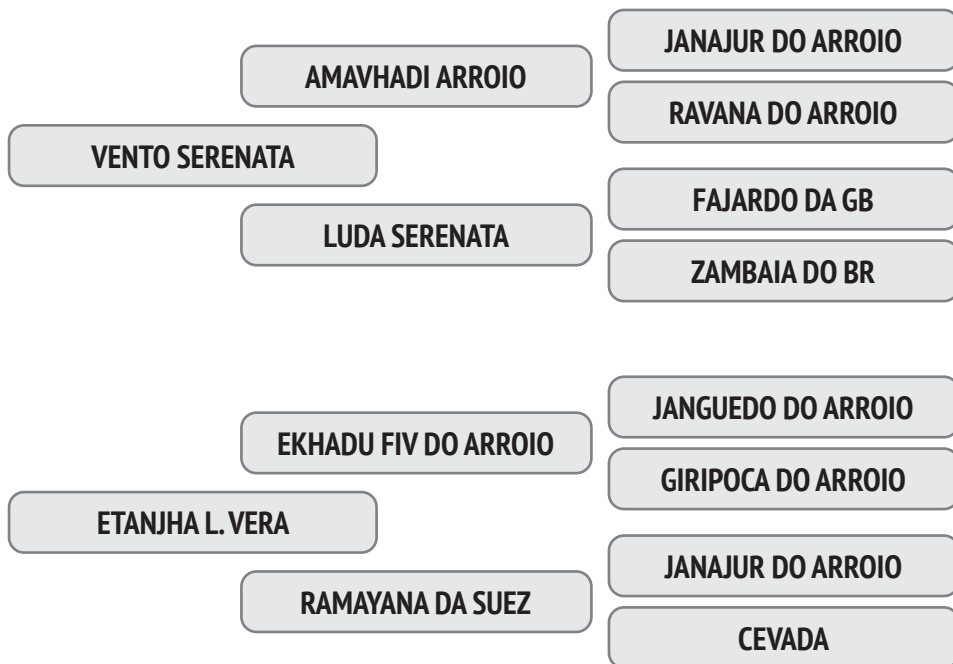 JANAJUR DO ARROIO
AMAVHADI ARROIO
RAVANA DO ARROIO
VENTO SERENATA
FAJARDO DA GB
LUDA SERENATA
ZAMBAIA DO BR
JANGUEDO DO ARROIO
EKHADU FIV DO ARROIO
GIRIPOCA DO ARROIO
ETANJHA L. VERA
JANAJUR DO ARROIO
RAMAYANA DA SUEZ
CEVADA